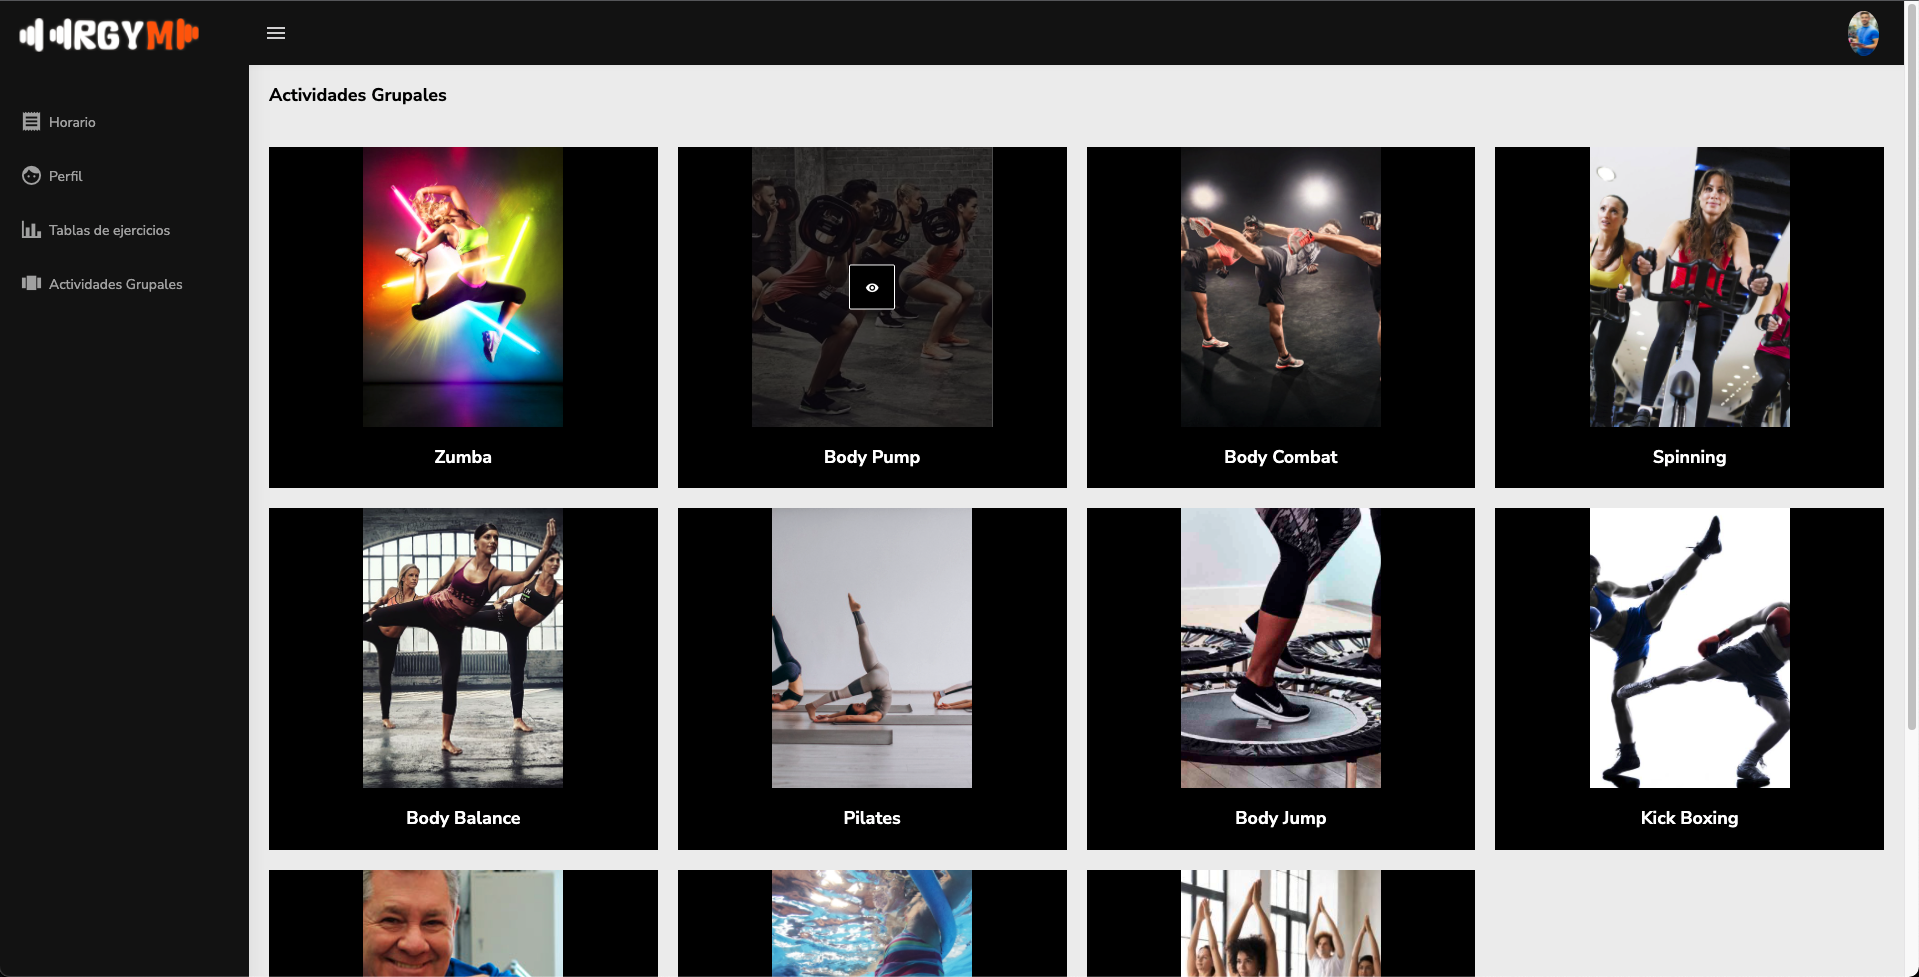 RGYM
Horario
Perfil
Tablas de ejercicios
Actividades Grupales
Actividades Grupales
Zumba
Body Pump
Body Combat
Spinning
Body Balance
Pilates
Body Jump
Kick Boxing